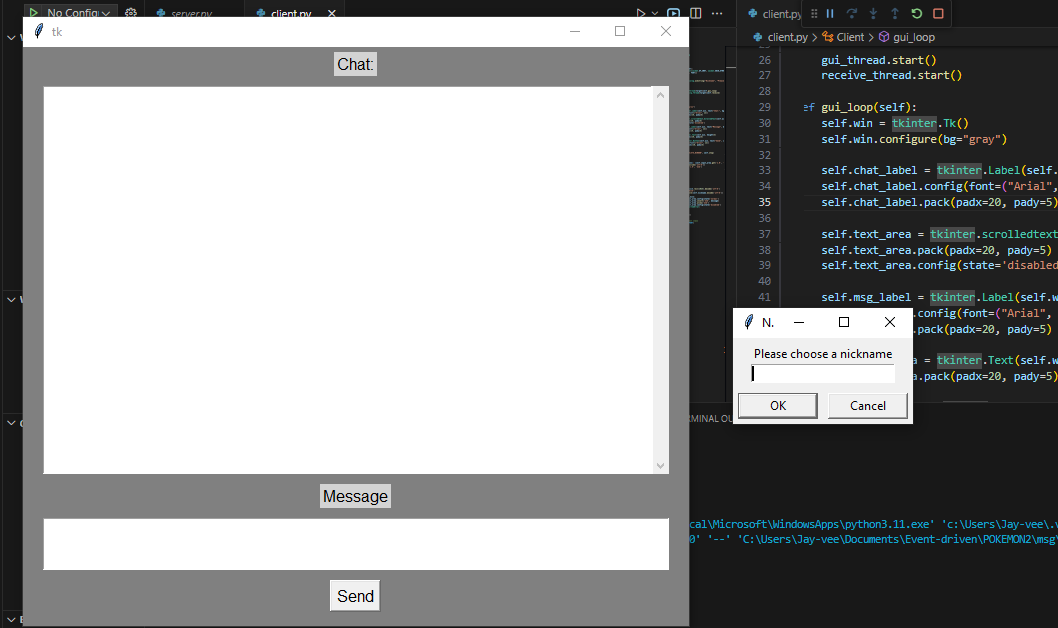 No Config
server.py
client.py
tk
Chat:
Message
Send
client.py
client.py > Client > gui_loop
26 gui_thread.start()
27 receive_thread.start()
28
29 ef gui_loop(self):
30 self.win = tkinter.Tk()
31 self.win.configure(bg="gray")
32
33 self.chat_label = tkinter.Label(self.
34 self.chat_label.config(font=("Arial",
35 self.chat_label.pack(padx=20, pady=5)
36
37 self.text_area = tkinter.scrolledtext
38 self.text_area.pack(padx=20, pady=5)
39 self.text_area.config(state='disabled
40
41 self.msg_label = tkinter.Label(self.w
.config(font=("Arial",
.pack(padx=20, pady=5)
a = tkinter.Text(self.w
a.pack(padx=20, pady=5)
N.
Please choose a nickname
OK
Cancel
RMINAL OU
cal\Microsoft\WindowsApps\python3.11.exe' 'c:\Users\Jay-vee\.v
0' '--' 'C:\Users\Jay-vee\Documents\Event-driven\POKEMON2\msg\